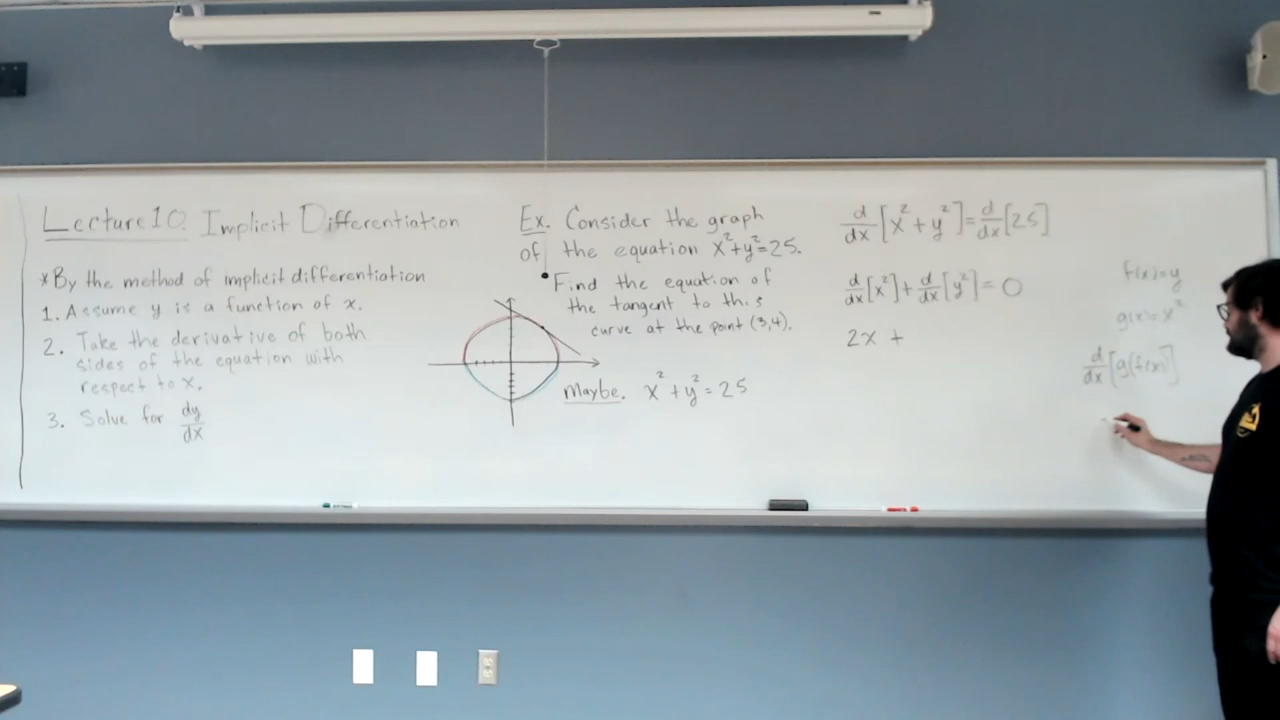 Lecture 10. Implicit Differentiation
*By the method of implicit differentiation
1. Assume y is a function of x.
2. Take the derivative of both
sides of the equation with
respect to x.
3. Solve for dy/dx
Ex. Consider the graph
of the equation x²+y²=25.
Find the equation of
the tangent to this
curve at the point (3,4).
Maybe. x²+y²=25
d/dx[x²+y²]=d/dx[25]
d/dx[x²]+d/dx[y²]=0
2x +
f(x)=y
g(x)=x²
d/dx[g(f(x))]